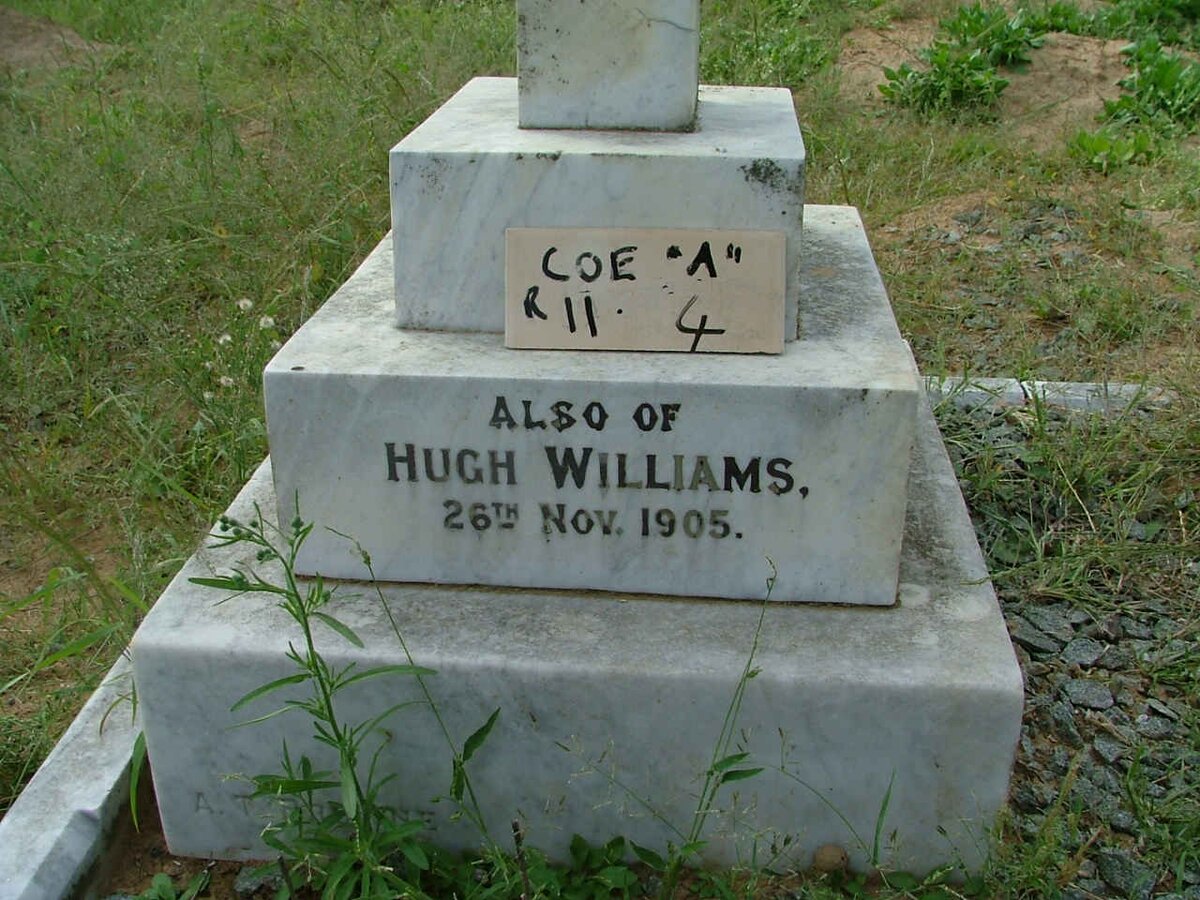 COE "A"
R 11. 4
ALSO OF
HUGH WILLIAMS,
26TH NOV. 1905.